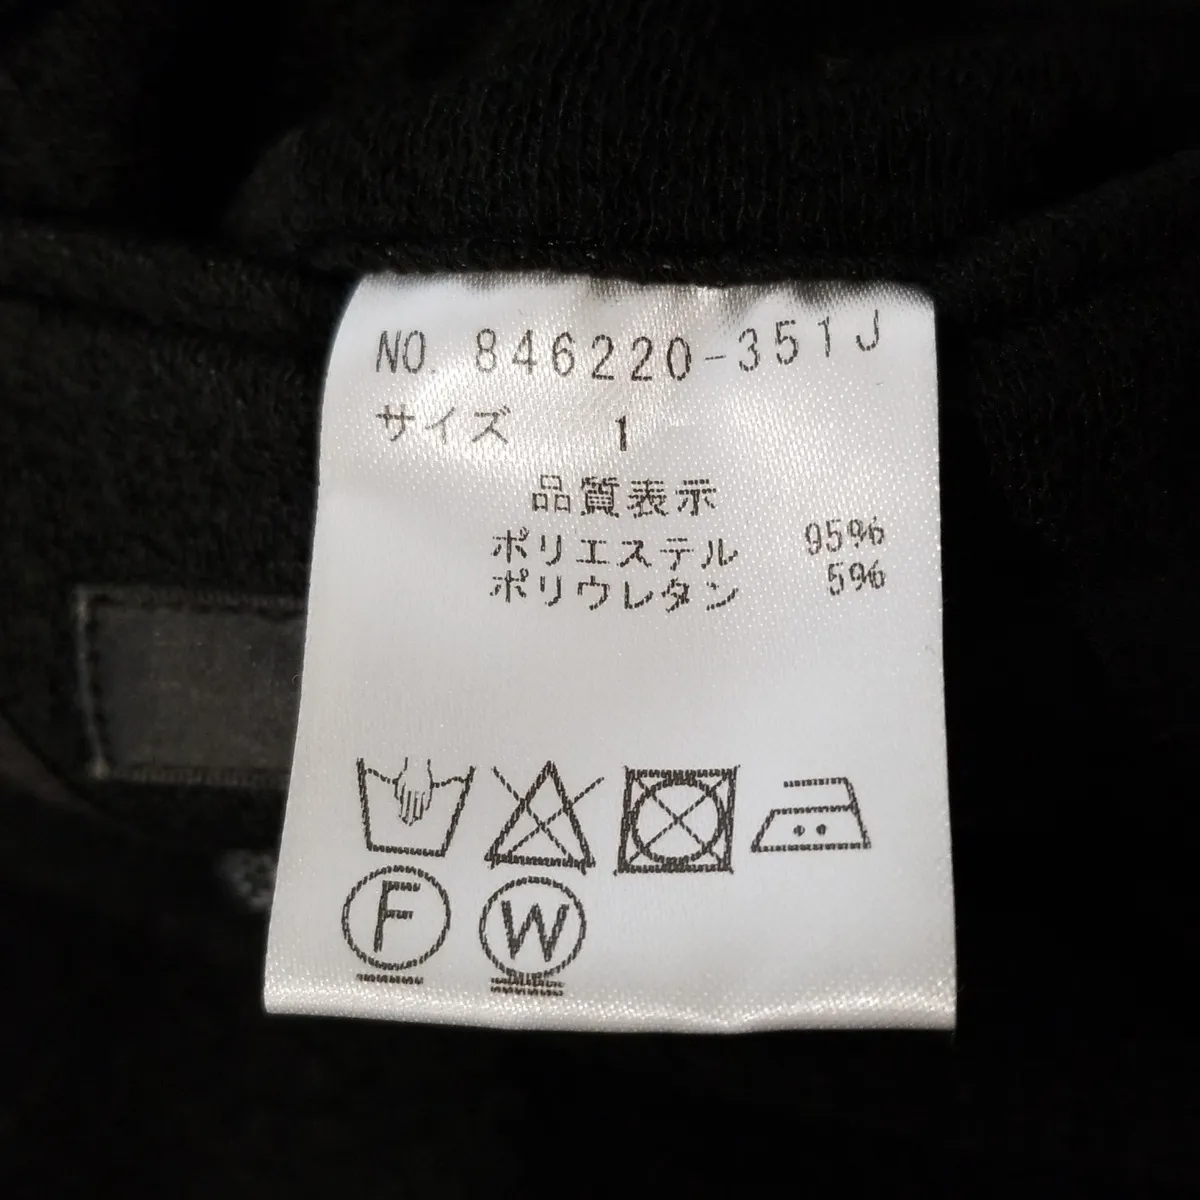 NO. 846220-351J
サイズ 1
品質表示
ポリエステル 95%
ポリウレタン 5%
F W